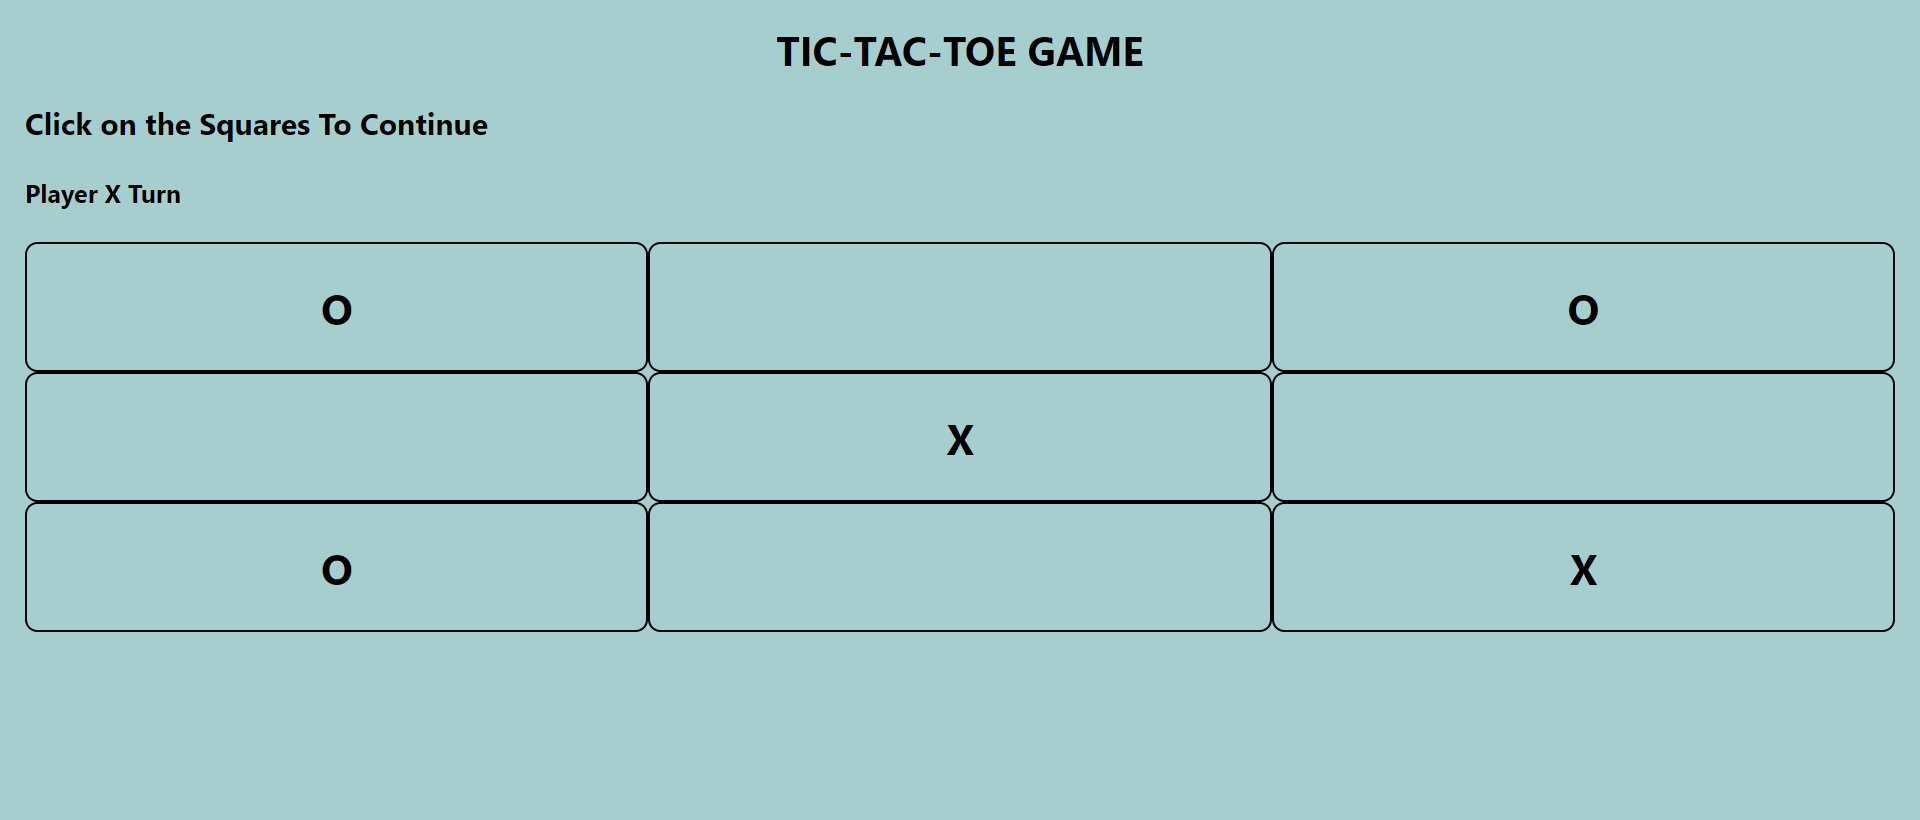 TIC-TAC-TOE GAME
Click on the Squares To Continue
Player X Turn
O O
X
O X